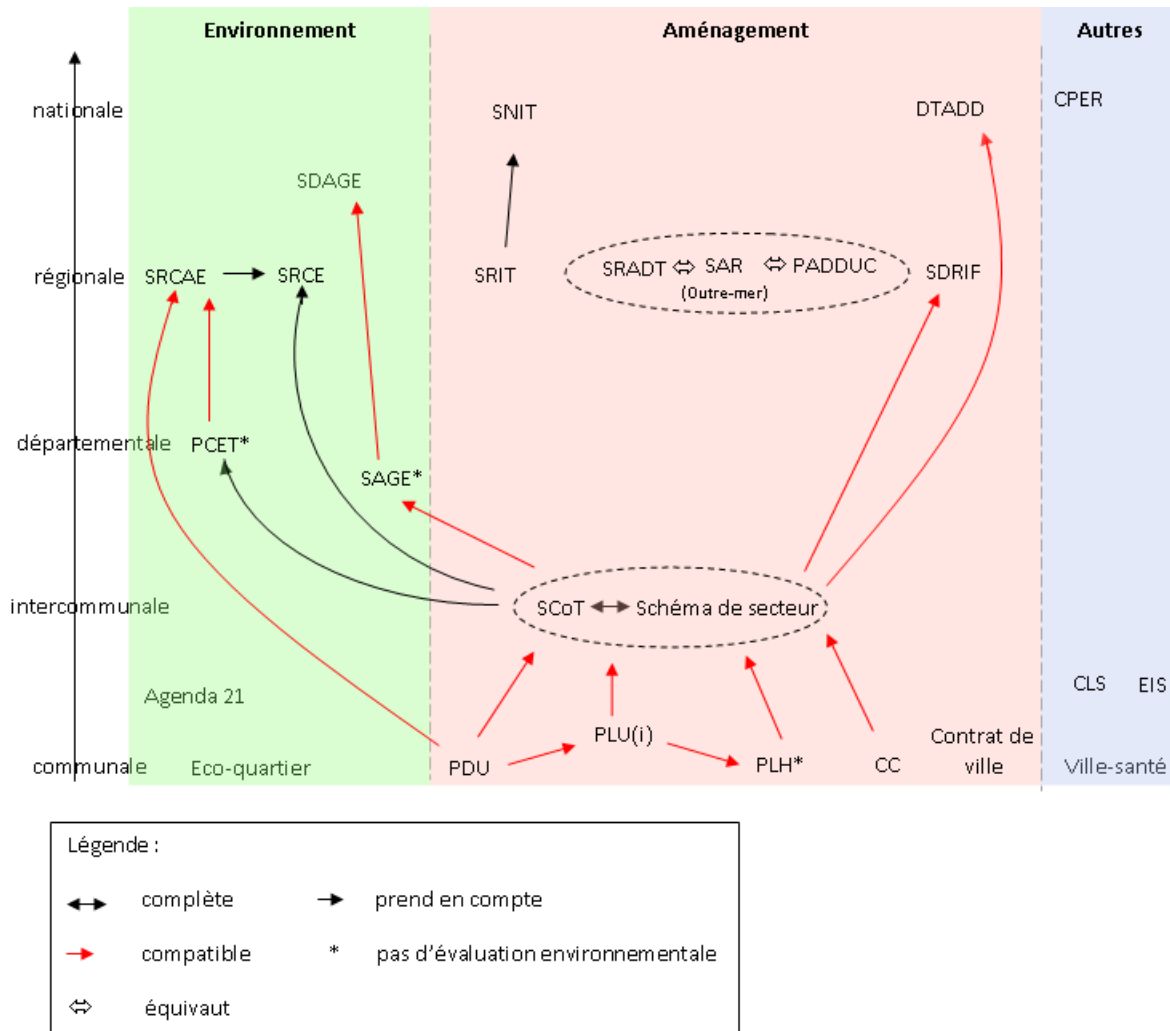 Environnement Aménagement Autres
nationale SNIT DTADD CPER
SDAGE
régionale SRCAE SRCE SRIT SRADT ⇔ SAR ⇔ PADDUC SDRIF
(Outre-mer)
départementale PCET*
SAGE*
intercommunale SCoT Schéma de secteur
Agenda 21 CLS EIS
PLU(i) Contrat de
communale Eco-quartier PDU PLH* CC ville Ville-santé
Légende :
complète prend en compte
compatible * pas d'évaluation environnementale
⇔ équivaut